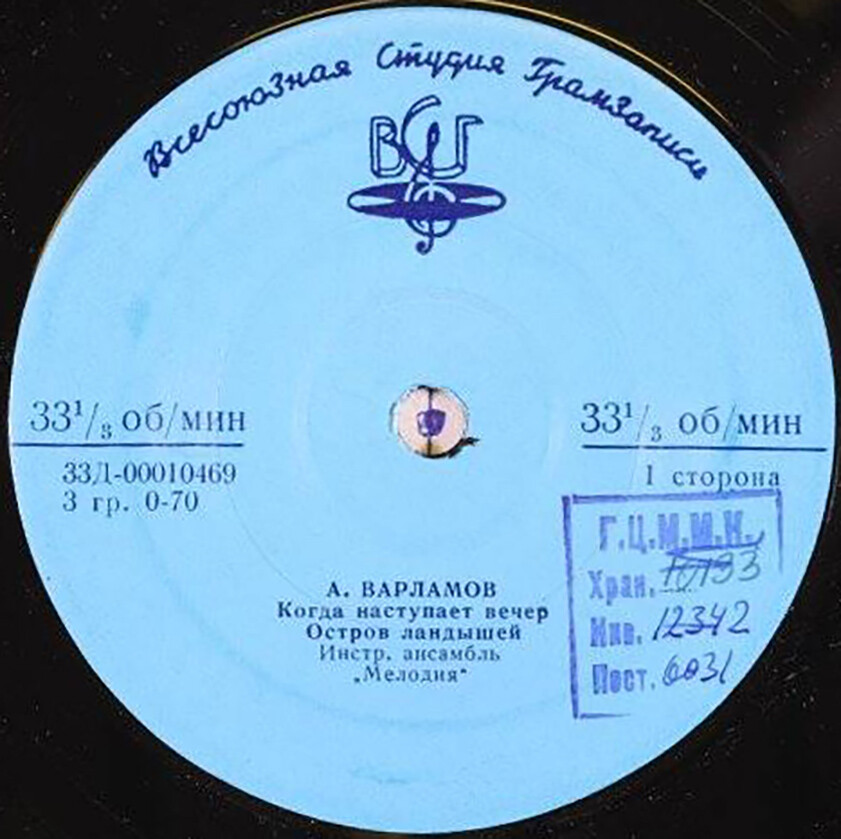 Всесоюзная Студия Грамзаписи
ВСГ
33¹/₃ об/мин
33Д-00010469
3 гр. 0-70
33¹/₃ об/мин
I сторона
Г.Ц.М.М.К.
Хран.
Инв. 12342
Пост. 6031
А. ВАРЛАМОВ
Когда наступает вечер
Остров ландышей
Инстр. ансамбль
„Мелодия“